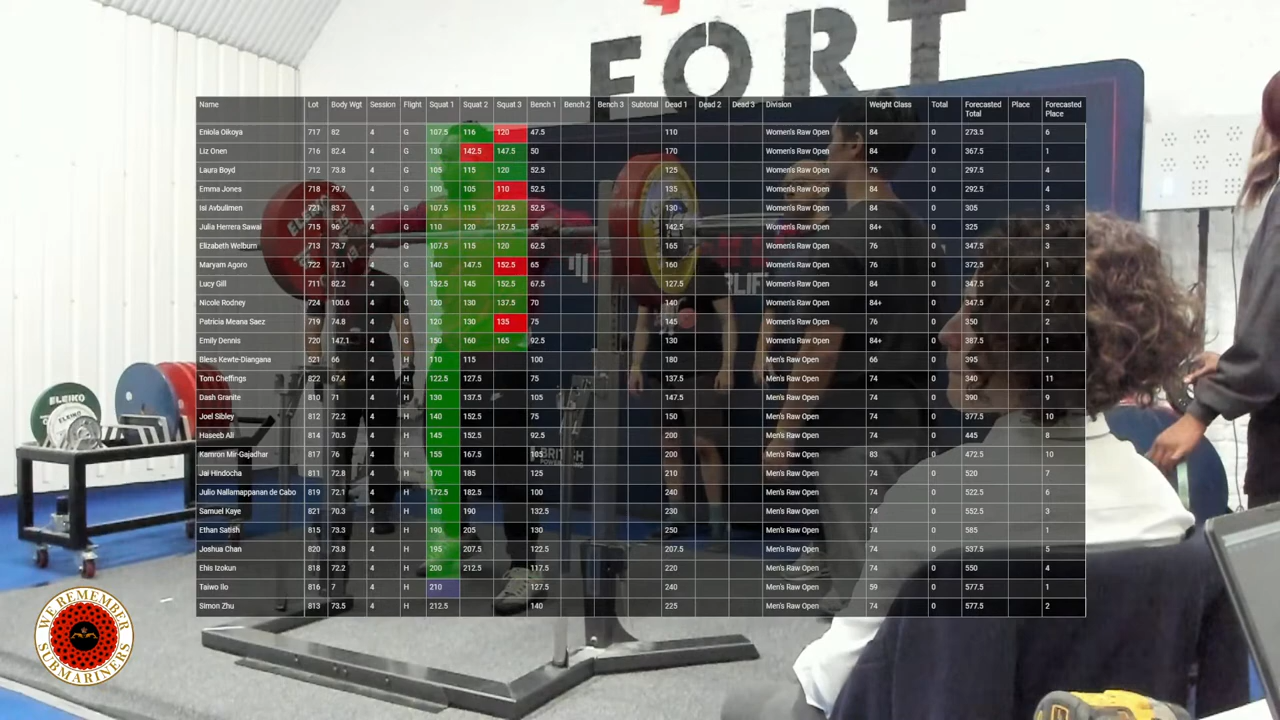 FORT
Name Lot Body Wgt Session Flight Squat 1 Squat 2 Squat 3 Bench 1 Bench 2 Bench 3 Subtotal Dead 1 Dead 2 Dead 3 Division Weight Class Total Forecasted Total Place Forecasted Place
Eniola Oikoya 717 82 4 G 107.5 116 120 47.5 110 Women's Raw Open 84 0 273.5 6
Liz Onen 716 82.4 4 G 130 142.5 147.5 50 170 Women's Raw Open 84 0 367.5 1
Laura Boyd 712 73.8 4 G 105 115 120 52.5 125 Women's Raw Open 76 0 297.5 4
Emma Jones 718 79.7 4 G 100 105 110 52.5 135 Women's Raw Open 84 0 292.5 4
Isi Avbulimen 721 83.7 4 G 107.5 115 122.5 52.5 130 Women's Raw Open 84 0 305 3
Julia Herrera Sawai 715 96 4 G 110 120 127.5 55 142.5 Women's Raw Open 84+ 0 325 3
Elizabeth Welburn 713 73.7 4 G 107.5 115 120 62.5 165 Women's Raw Open 76 0 347.5 3
Maryam Agoro 722 72.1 4 G 140 147.5 152.5 65 160 Women's Raw Open 76 0 372.5 1
Lucy Gill 711 82.2 4 G 132.5 145 152.5 67.5 127.5 Women's Raw Open 84 0 347.5 2
Nicole Rodney 724 100.6 4 G 120 130 137.5 70 140 Women's Raw Open 84+ 0 347.5 2
Patricia Meana Saez 719 74.8 4 G 120 130 135 75 145 Women's Raw Open 76 0 350 2
Emily Dennis 720 147.1 4 G 150 160 165 92.5 130 Women's Raw Open 84+ 0 387.5 1
Bless Kewte-Diangana 521 66 4 H 110 115 100 180 Men's Raw Open 66 0 395 1
Tom Cheffings 822 67.4 4 H 122.5 127.5 75 137.5 Men's Raw Open 74 0 340 11
Dash Granite 810 71 4 H 130 137.5 105 147.5 Men's Raw Open 74 0 390 9
Joel Sibley 812 72.2 4 H 140 152.5 75 150 Men's Raw Open 74 0 377.5 10
Haseeb Ali 814 70.5 4 H 145 152.5 92.5 200 Men's Raw Open 74 0 445 8
Kamron Mir-Gajadhar 817 76 4 H 155 167.5 105 200 Men's Raw Open 83 0 472.5 10
Jai Hindocha 811 72.8 4 H 170 185 125 210 Men's Raw Open 74 0 520 7
Julio Nallamappanan de Cabo 819 72.1 4 H 172.5 182.5 100 240 Men's Raw Open 74 0 522.5 6
Samuel Kaye 821 70.3 4 H 180 190 132.5 230 Men's Raw Open 74 0 552.5 3
Ethan Satish 815 73.3 4 H 190 205 130 250 Men's Raw Open 74 0 585 1
Joshua Chan 820 73.8 4 H 195 207.5 122.5 207.5 Men's Raw Open 74 0 537.5 5
Ehis Izokun 818 72.2 4 H 200 212.5 117.5 220 Men's Raw Open 74 0 550 4
Taiwo Ilo 816 7 4 H 210 127.5 240 Men's Raw Open 59 0 577.5 1
Simon Zhu 813 73.5 4 H 212.5 140 225 Men's Raw Open 74 0 577.5 2
ELEIKO
ELEIKO
ELEIKO
BRITISH
WE REMEMBER
SUBMARINERS